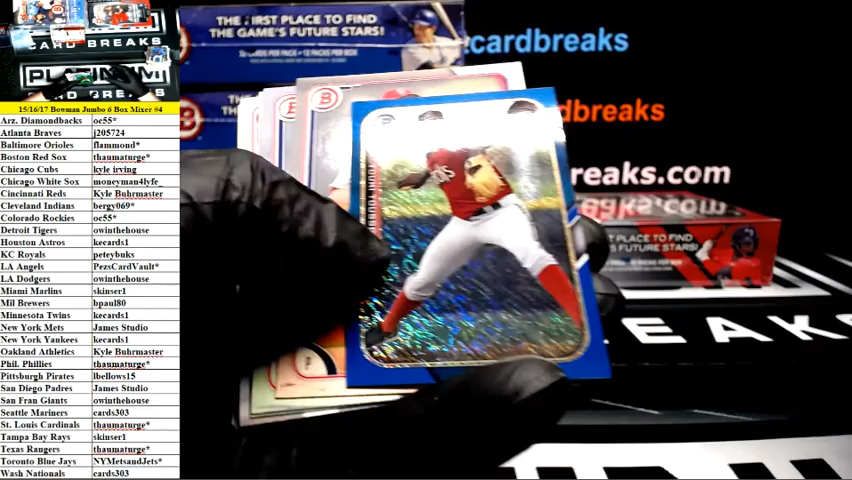 CARD BREAKS
PLATINUM
15/16/17 Bowman Jumbo 6 Box Mixer #4
Arz. Diamondbacks oc55*
Atlanta Braves j205724
Baltimore Orioles flammond*
Boston Red Sox thaumaturge*
Chicago Cubs kyle irving
Chicago White Sox moneyman4lyfe_
Cincinnati Reds Kyle Buhrmaster
Cleveland Indians bergy069*
Colorado Rockies oc55*
Detroit Tigers owinthehouse
Houston Astros kecards1
KC Royals peteybuks
LA Angels PezsCardVault*
LA Dodgers owinthehouse
Miami Marlins skinser1
Mil Brewers bpaul80
Minnesota Twins kecards1
New York Mets James Studio
New York Yankees kecards1
Oakland Athletics Kyle Buhrmaster
Phil. Phillies thaumaturge*
Pittsburgh Pirates lbellows15
San Diego Padres James Studio
San Fran Giants owinthehouse
Seattle Mariners cards303
St. Louis Cardinals thaumaturge*
Tampa Bay Rays skinser1
Texas Rangers thaumaturge*
Toronto Blue Jays NYMetsandJets*
Wash Nationals cards303
THE FIRST PLACE TO FIND
THE GAME'S FUTURE STARS!
cardbreaks
breaks
eaks.com
PLACE TO FIND
FUTURE STARS!
EAK